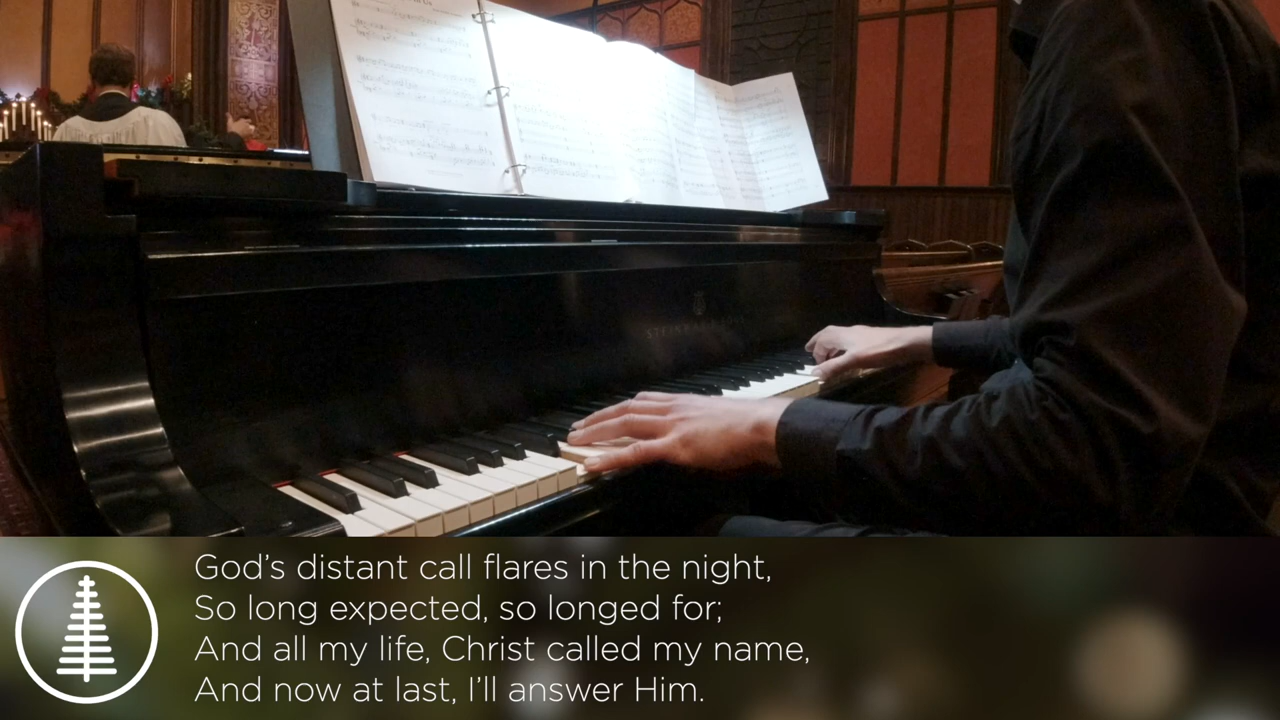 God's distant call flares in the night,
So long expected, so longed for;
And all my life, Christ called my name,
And now at last, I'll answer Him.